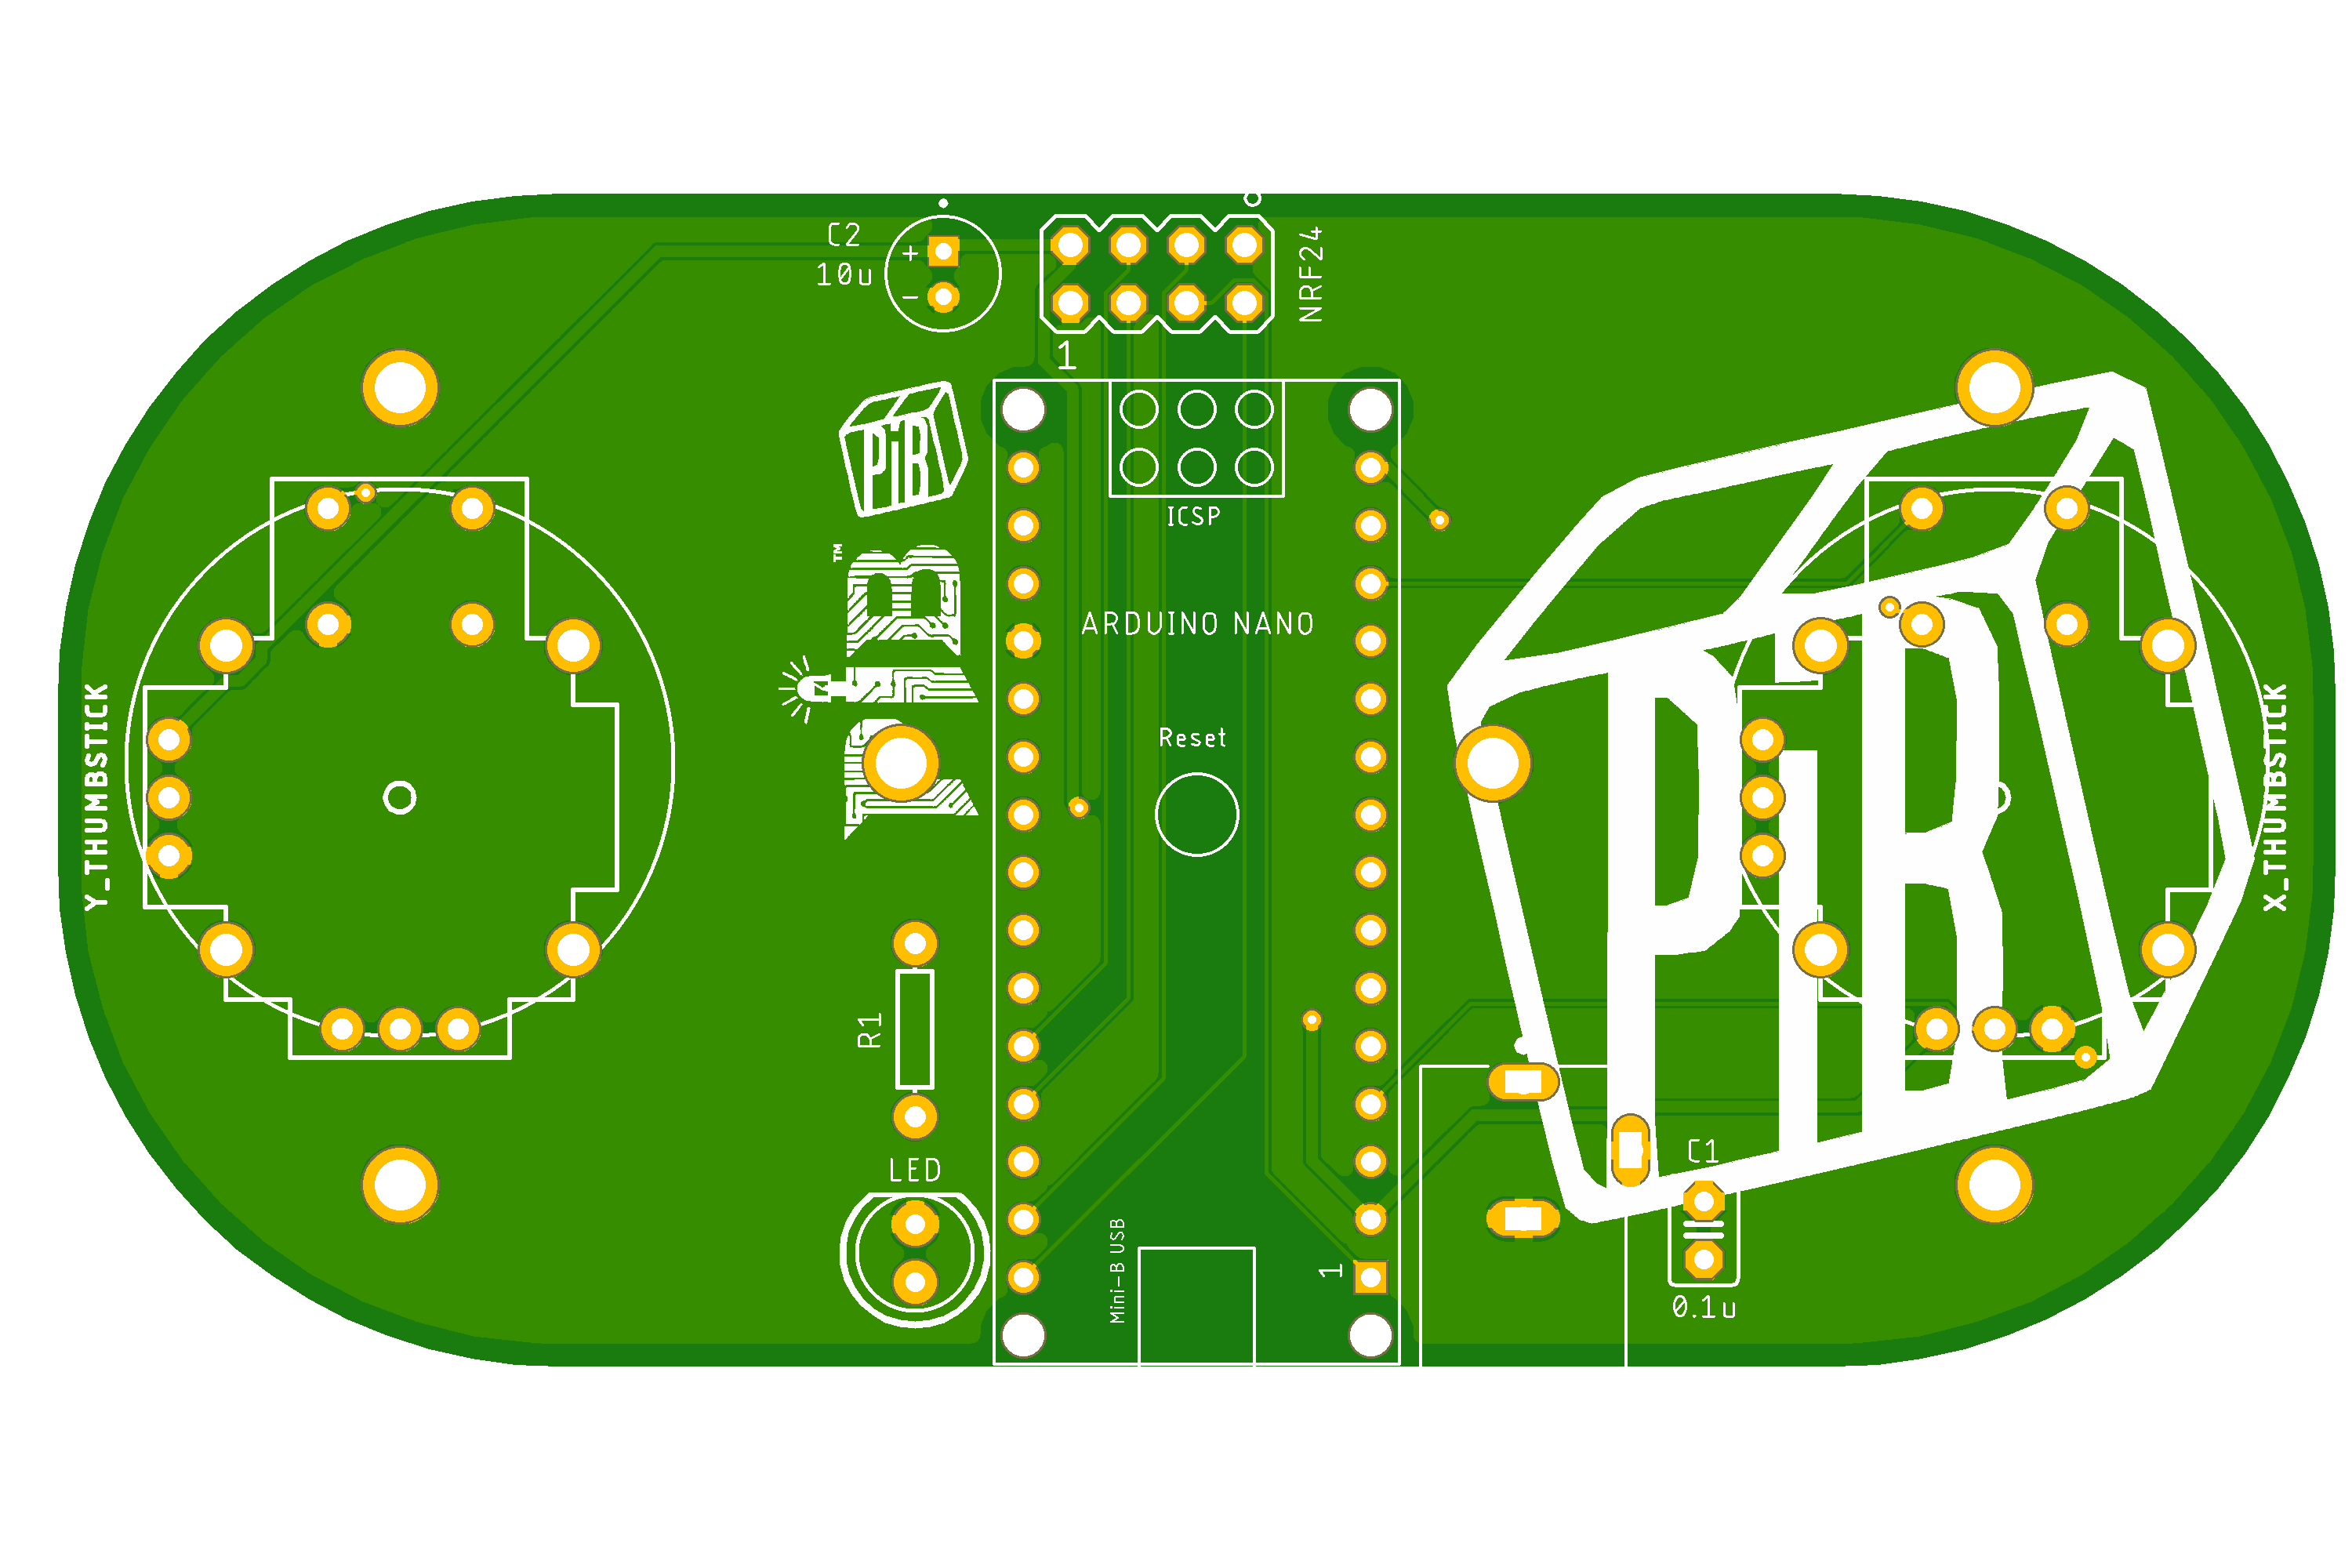 C2
10u
+
−
NRF24
1
PiR
ICSP
™
ARDUINO NANO
Reset
Y_THUMBSTICK
X_THUMBSTICK
PiR
R1
LED
C1
0.1u
Mini-B USB
1